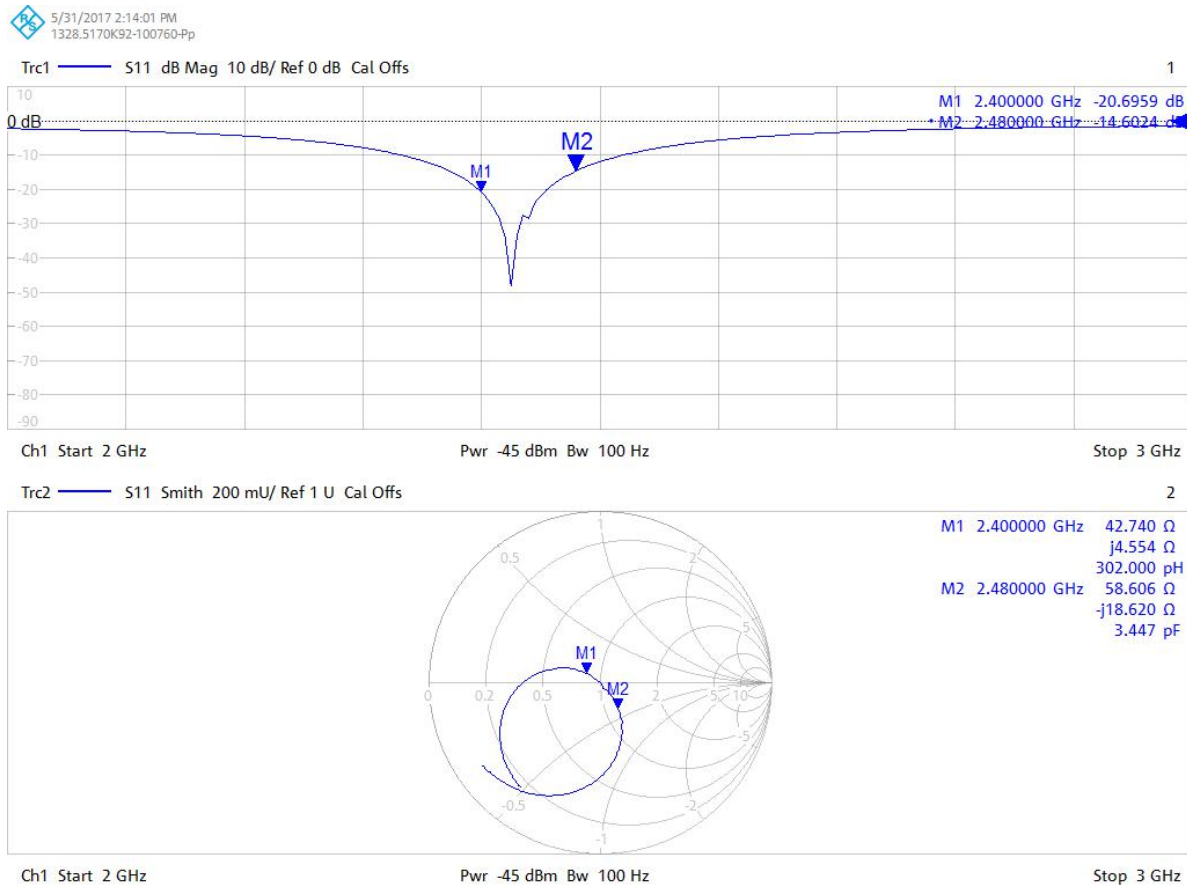 R&S
5/31/2017 2:14:01 PM
1328.5170K92-100760-Pp
Trc1 S11 dB Mag 10 dB/ Ref 0 dB Cal Offs 1
10
M1 2.400000 GHz -20.6959 dB
0 dB
• M2 2.480000 GHz -14.6024 dB
-10
M2
M1
-20
-30
-40
-50
-60
-70
-80
-90
Ch1 Start 2 GHz Pwr -45 dBm Bw 100 Hz Stop 3 GHz
Trc2 S11 Smith 200 mU/ Ref 1 U Cal Offs 2
M1 2.400000 GHz 42.740 Ω
j4.554 Ω
302.000 pH
M2 2.480000 GHz 58.606 Ω
-j18.620 Ω
3.447 pF
1
0.5 2
5
M1
M2
0 0.2 0.5 1 2 5 10
-5
-0.5 -2
-1
Ch1 Start 2 GHz Pwr -45 dBm Bw 100 Hz Stop 3 GHz